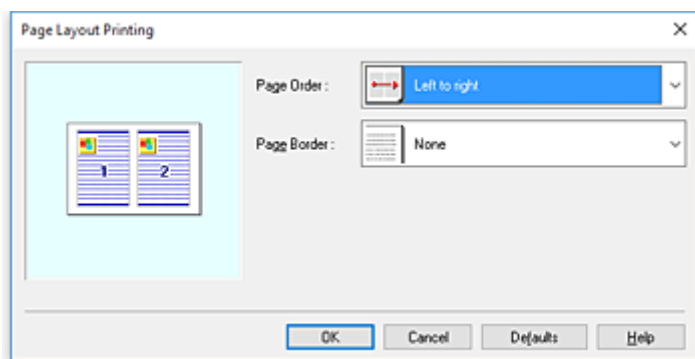 Page Layout Printing
Page Order :
Left to right
1 2
Page Border :
None
OK Cancel Defaults Help